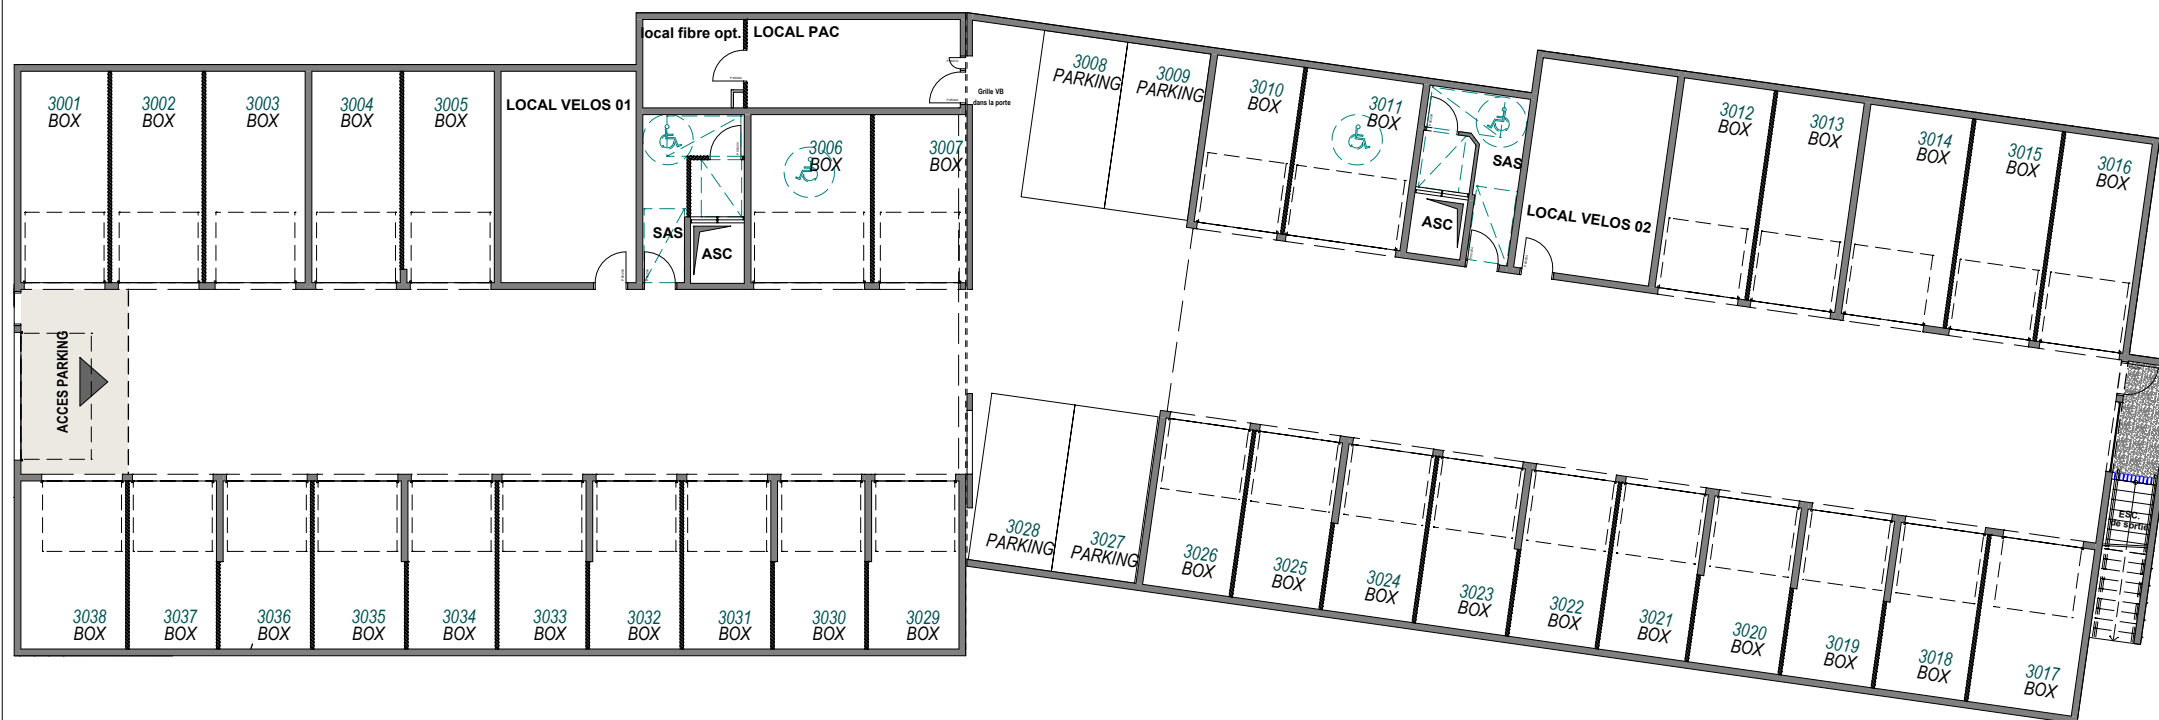 local fibre opt.
LOCAL PAC
Grille VB
dans la porte
3001
BOX
3002
BOX
3003
BOX
3004
BOX
3005
BOX
LOCAL VELOS 01
SAS
ASC
3006
BOX
3007
BOX
3008
PARKING
3009
PARKING
3010
BOX
3011
BOX
ASC
SAS
LOCAL VELOS 02
3012
BOX
3013
BOX
3014
BOX
3015
BOX
3016
BOX
ACCES PARKING
ESC.
de sortie
3038
BOX
3037
BOX
3036
BOX
3035
BOX
3034
BOX
3033
BOX
3032
BOX
3031
BOX
3030
BOX
3029
BOX
3028
PARKING
3027
PARKING
3026
BOX
3025
BOX
3024
BOX
3023
BOX
3022
BOX
3021
BOX
3020
BOX
3019
BOX
3018
BOX
3017
BOX